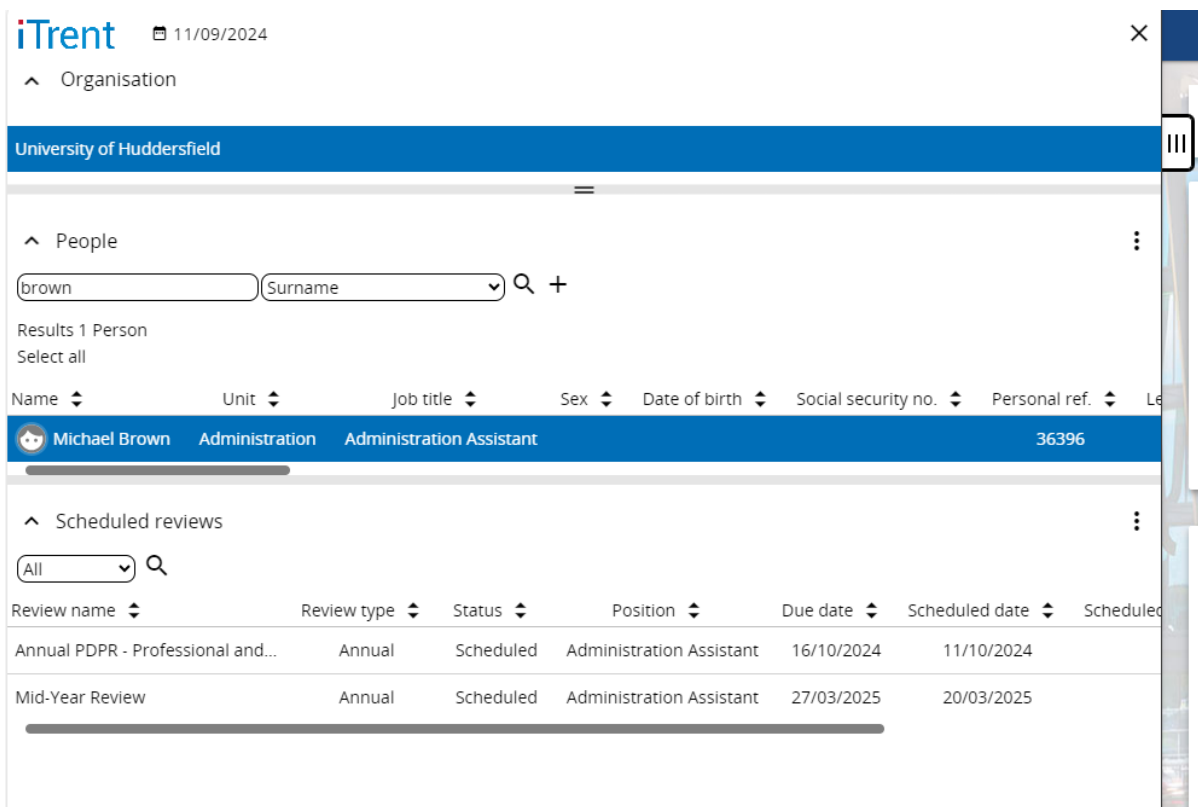 iTrent 11/09/2024
Organisation
University of Huddersfield
People
brown Surname
Results 1 Person
Select all
Name Unit Job title Sex Date of birth Social security no. Personal ref. Le
Michael Brown Administration Administration Assistant 36396
Scheduled reviews
All
Review name Review type Status Position Due date Scheduled date Scheduled
Annual PDPR - Professional and... Annual Scheduled Administration Assistant 16/10/2024 11/10/2024
Mid-Year Review Annual Scheduled Administration Assistant 27/03/2025 20/03/2025